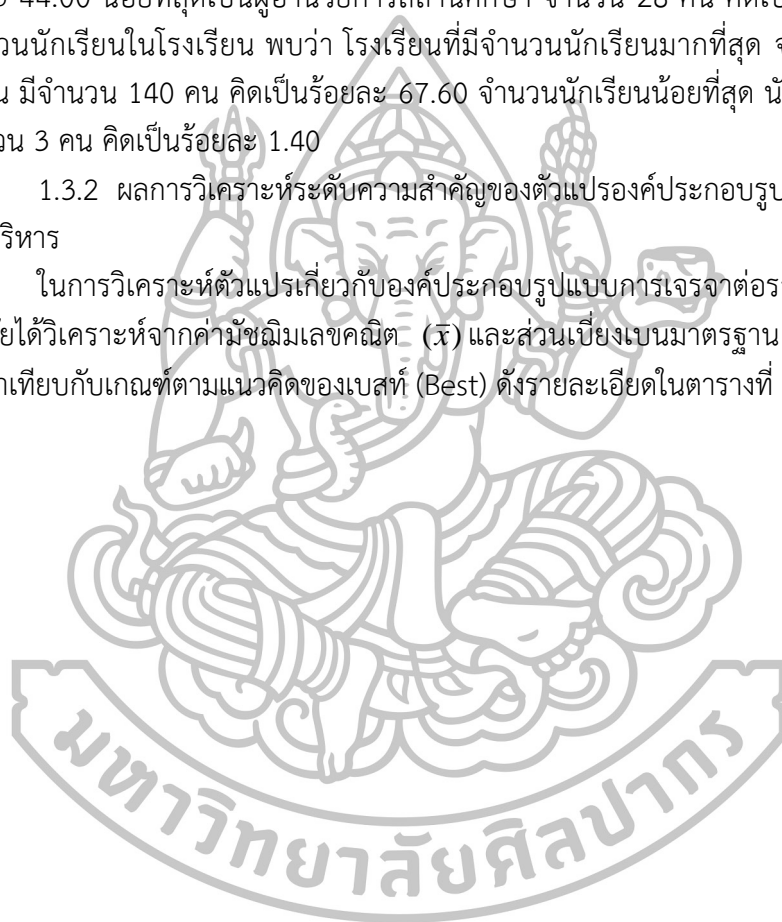 44.00 น้อยที่สุดเป็นผู้อำนวยการสถานศึกษา จำนวน 28 คน
วนนักเรียนในโรงเรียน พบว่า โรงเรียนที่มีจำนวนนักเรียนมากที่สุด
น มีจำนวน 140 คน คิดเป็นร้อยละ 67.60 จำนวนนักเรียนน้อยที่สุด
วน 3 คน คิดเป็นร้อยละ 1.40
1.3.2 ผลการวิเคราะห์ระดับความสำคัญของตัวแปรองค์ประกอบรูป
ริหาร
ในการวิเคราะห์ตัวแปรเกี่ยวกับองค์ประกอบรูปแบบการเจรจาต่อร
ัยได้วิเคราะห์จากค่ามัชฌิมเลขคณิต (x̅) และส่วนเบี่ยงเบนมาตรฐาน
าเทียบกับเกณฑ์ตามแนวคิดของเบสท์ (Best) ดังรายละเอียดในตารางที่
มหาวิทยาลัยศิลปากร